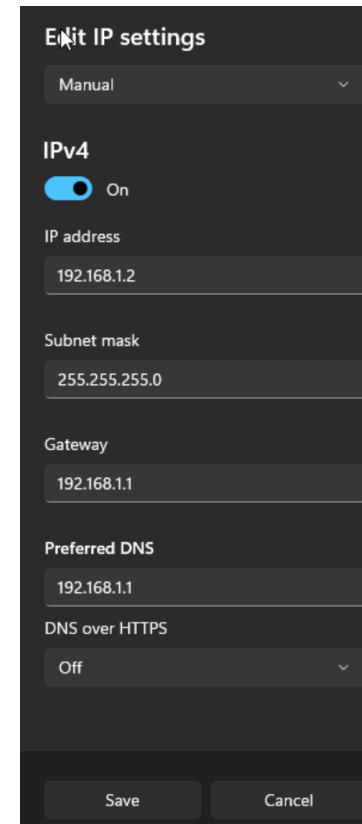 Edit IP settings
Manual
IPv4
On
IP address
192.168.1.2
Subnet mask
255.255.255.0
Gateway
192.168.1.1
Preferred DNS
192.168.1.1
DNS over HTTPS
Off
Save Cancel